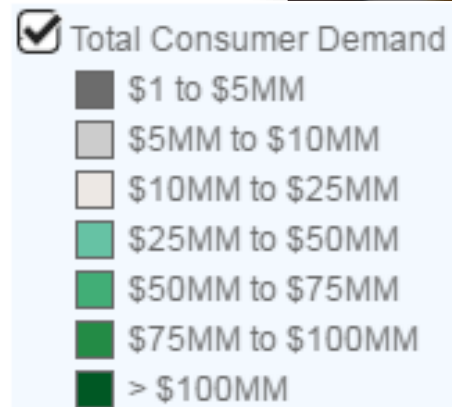 Total Consumer Demand
$1 to $5MM
$5MM to $10MM
$10MM to $25MM
$25MM to $50MM
$50MM to $75MM
$75MM to $100MM
> $100MM